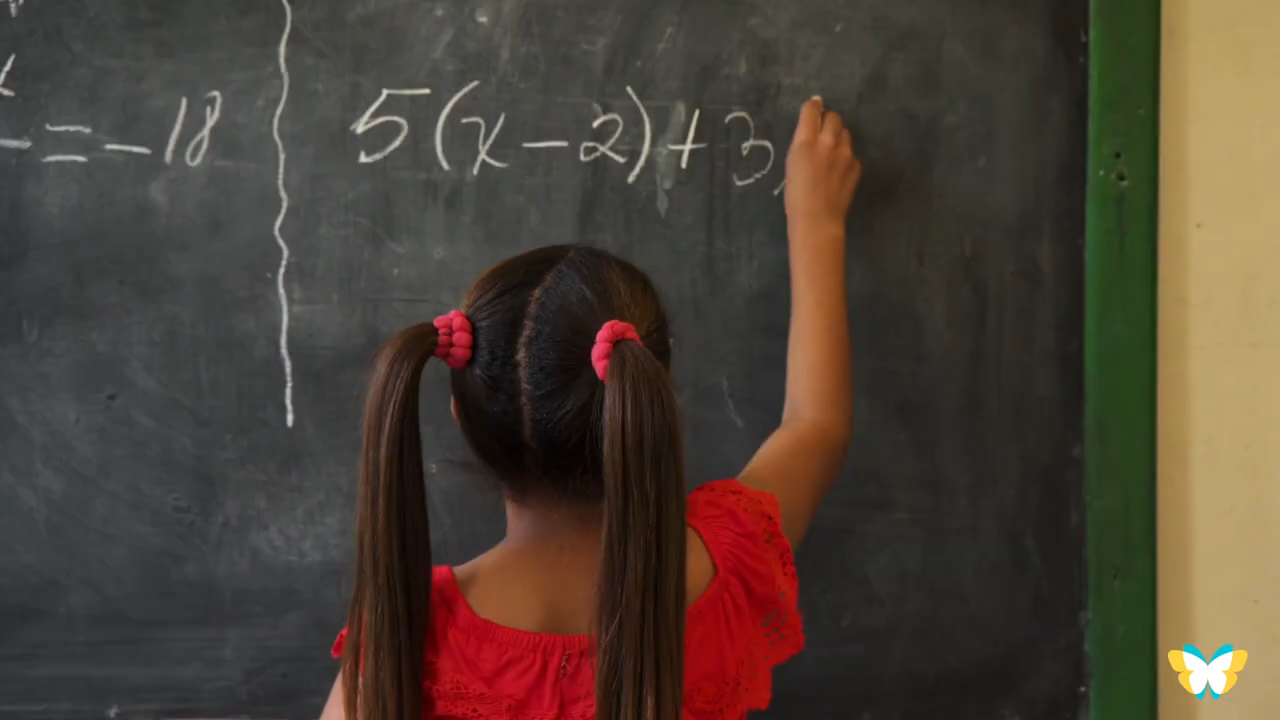 = -18
5(x-2)+3